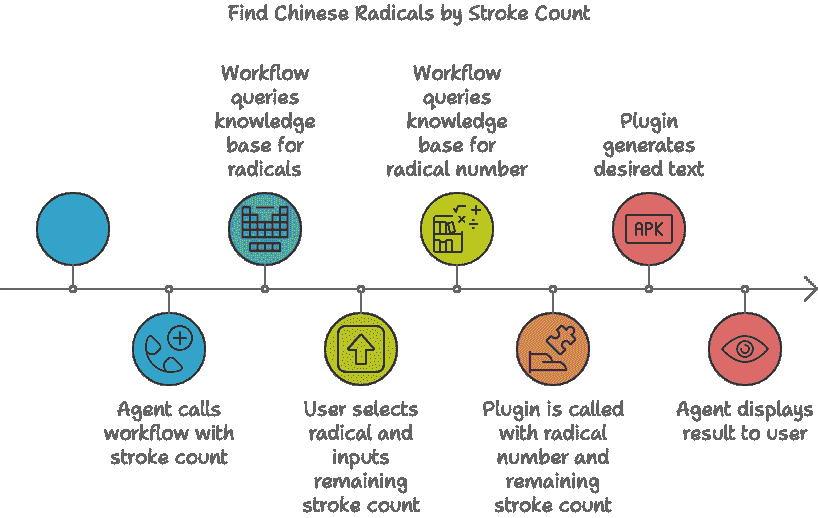 Find Chinese Radicals by Stroke Count
Workflow
queries
knowledge
base for
radicals
Workflow
queries
knowledge
base for
radical number
Plugin
generates
desired text
APK
Agent calls
workflow with
stroke count
User selects
radical and
inputs
remaining
stroke count
Plugin is called
with radical
number and
remaining
stroke count
Agent displays
result to user